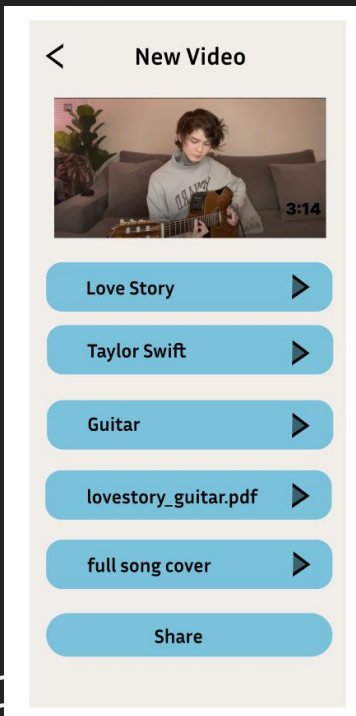 New Video
3:14
Love Story
Taylor Swift
Guitar
lovestory_guitar.pdf
full song cover
Share